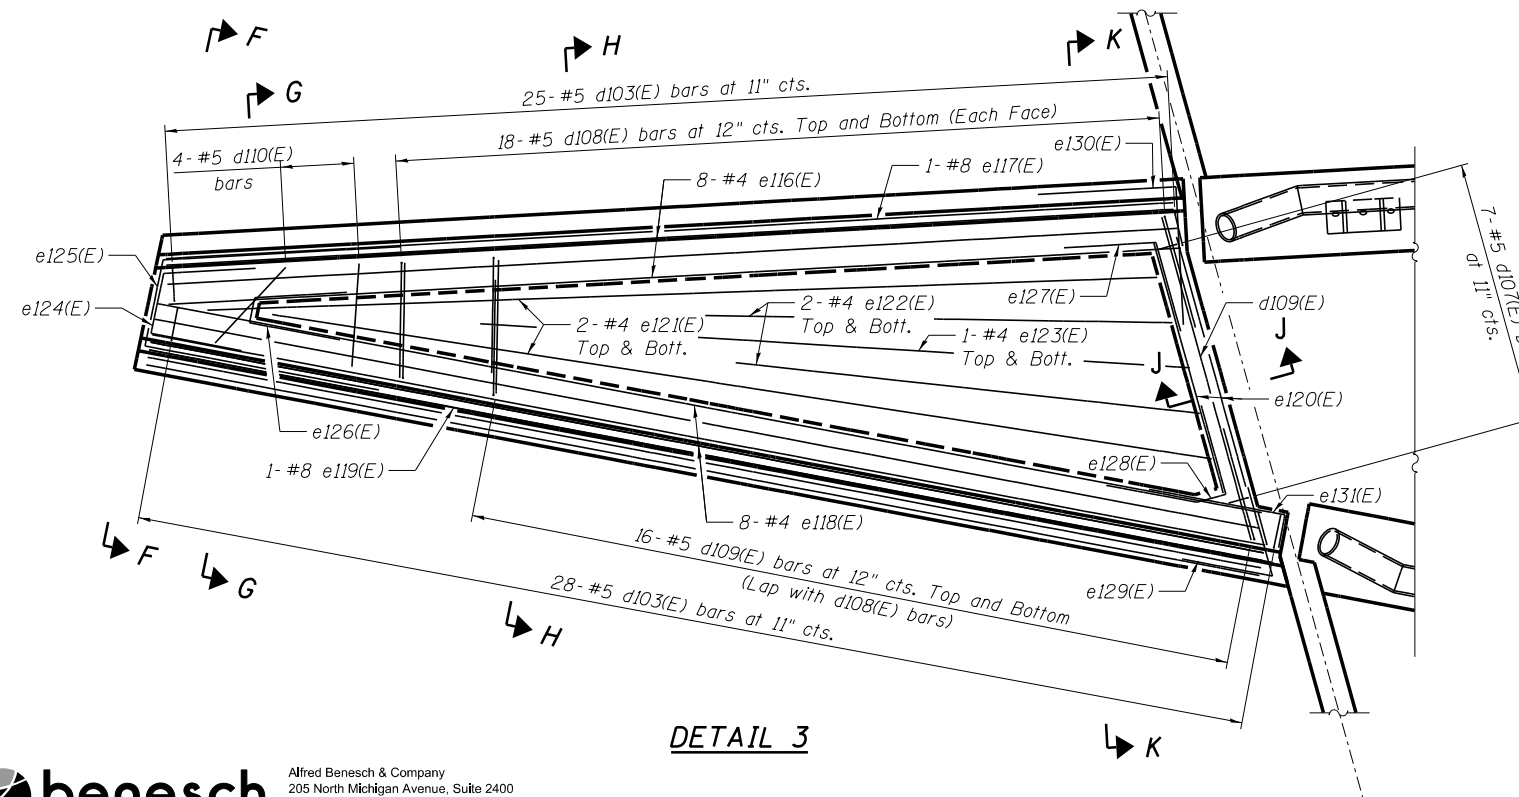 F
H
K
G
25- #5 d103(E) bars at 11" cts.
18- #5 d108(E) bars at 12" cts. Top and Bottom (Each Face)
4- #5 d110(E)
bars
e130(E)
1- #8 e117(E)
8- #4 e116(E)
7- #5 d107(E)
at 11" cts.
e125(E)
e124(E)
e127(E)
d109(E)
2- #4 e122(E)
Top & Bott.
2- #4 e121(E)
Top & Bott.
1- #4 e123(E)
Top & Bott.
J
J
e120(E)
e126(E)
1- #8 e119(E)
e128(E)
e131(E)
8- #4 e118(E)
16- #5 d109(E) bars at 12" cts. Top and Bottom
(Lap with d108(E) bars)
e129(E)
28- #5 d103(E) bars at 11" cts.
F
G
H
K
DETAIL 3
benesch
Alfred Benesch & Company
205 North Michigan Avenue, Suite 2400